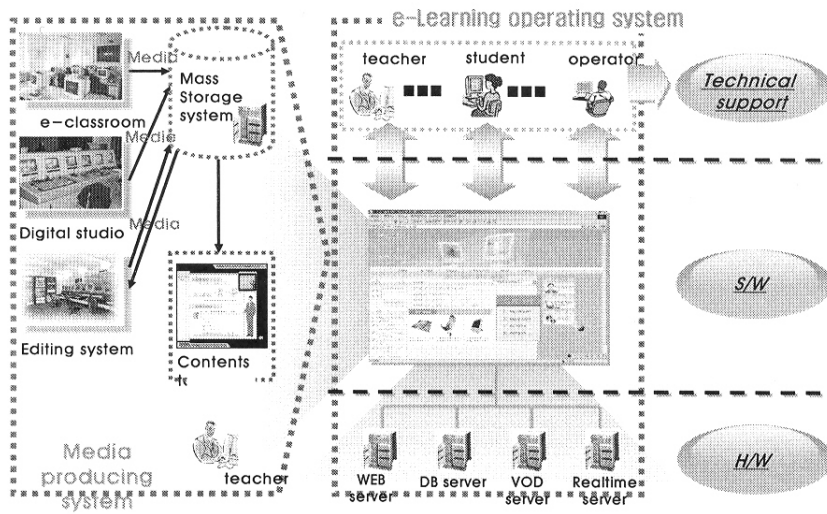 e-Learning operating system
Media
Mass
Storage
system
e-classroom
Media
Digital studio
Media
Editing system
Contents
Media
producing
system
teacher
teacher
student
operator
Technical
support
S/W
WEB
server
DB server
VOD
server
Realtime
server
H/W